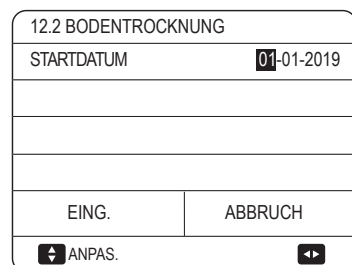 12.2 BODENTROCKNUNG
STARTDATUM 01-01-2019
EING. ABBRUCH
ANPAS.